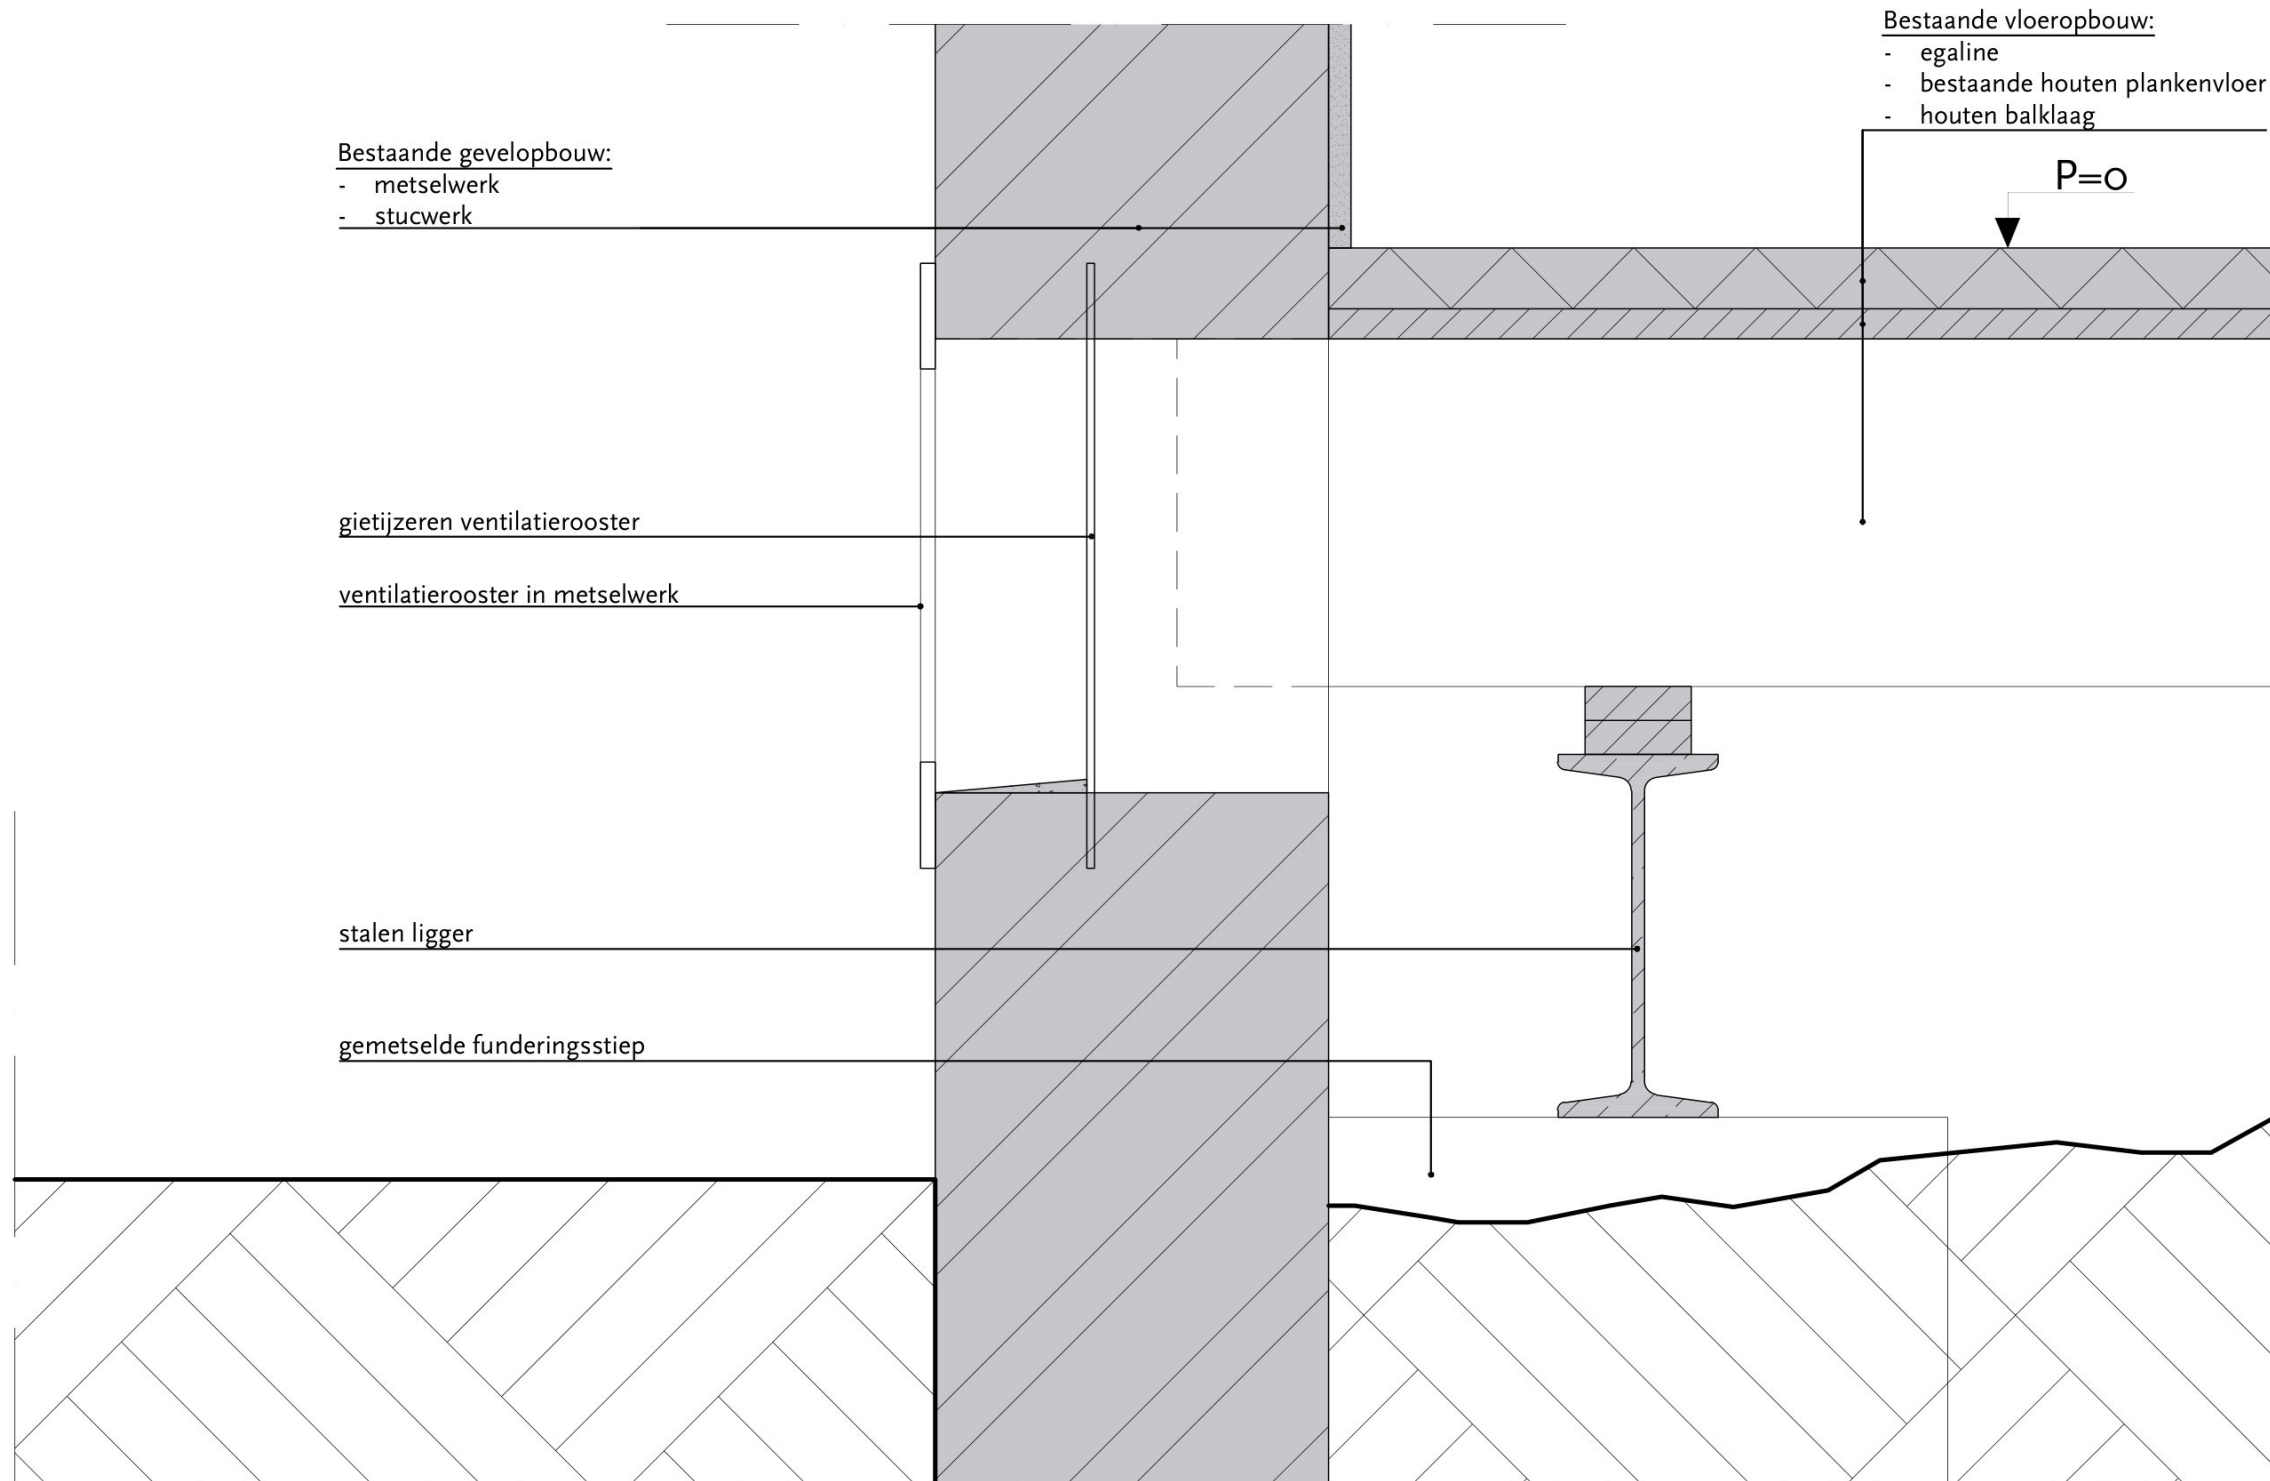 Bestaande vloeropbouw:
- egaline
- bestaande houten plankenvloer
- houten balklaag
P=0
Bestaande gevelopbouw:
- metselwerk
- stucwerk
gietijzeren ventilatierooster
ventilatierooster in metselwerk
stalen ligger
gemetselde funderingsstiep